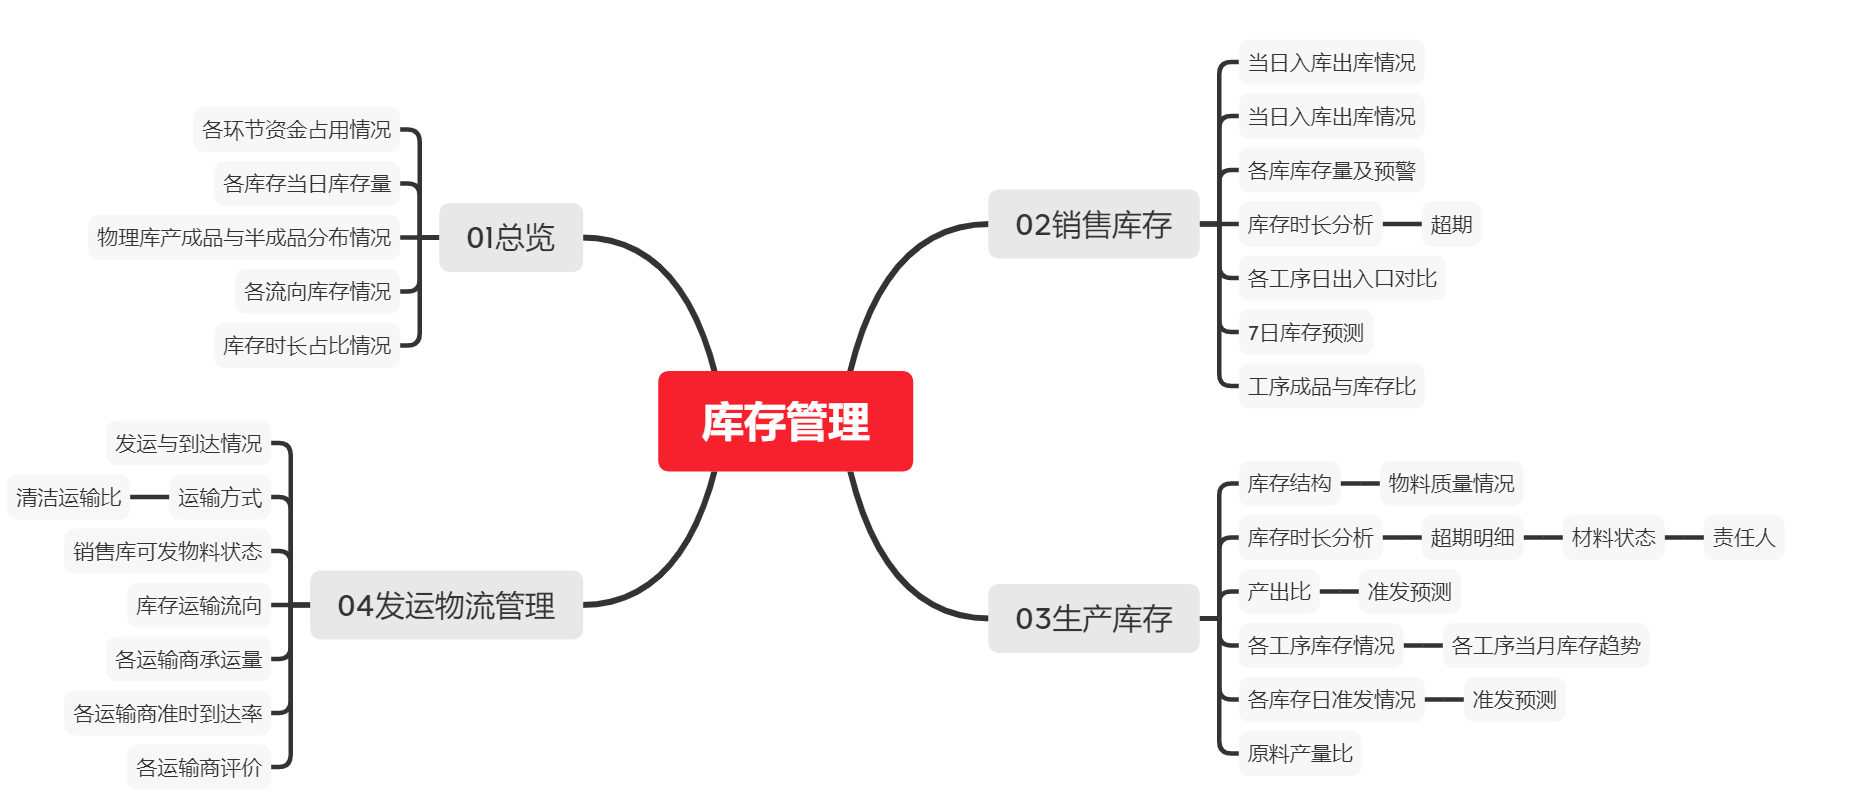 库存管理
01总览
各环节资金占用情况
各库存当日库存量
物理库产成品与半成品分布情况
各流向库存情况
库存时长占比情况
02销售库存
当日入库出库情况
当日入库出库情况
各库库存量及预警
库存时长分析
超期
各工序日出入口对比
7日库存预测
工序成品与库存比
03生产库存
库存结构
物料质量情况
库存时长分析
超期明细
材料状态
责任人
产出比
准发预测
各工序库存情况
各工序当月库存趋势
各库存日准发情况
准发预测
原料产量比
04发运物流管理
发运与到达情况
运输方式
清洁运输比
销售库可发物料状态
库存运输流向
各运输商承运量
各运输商准时到达率
各运输商评价